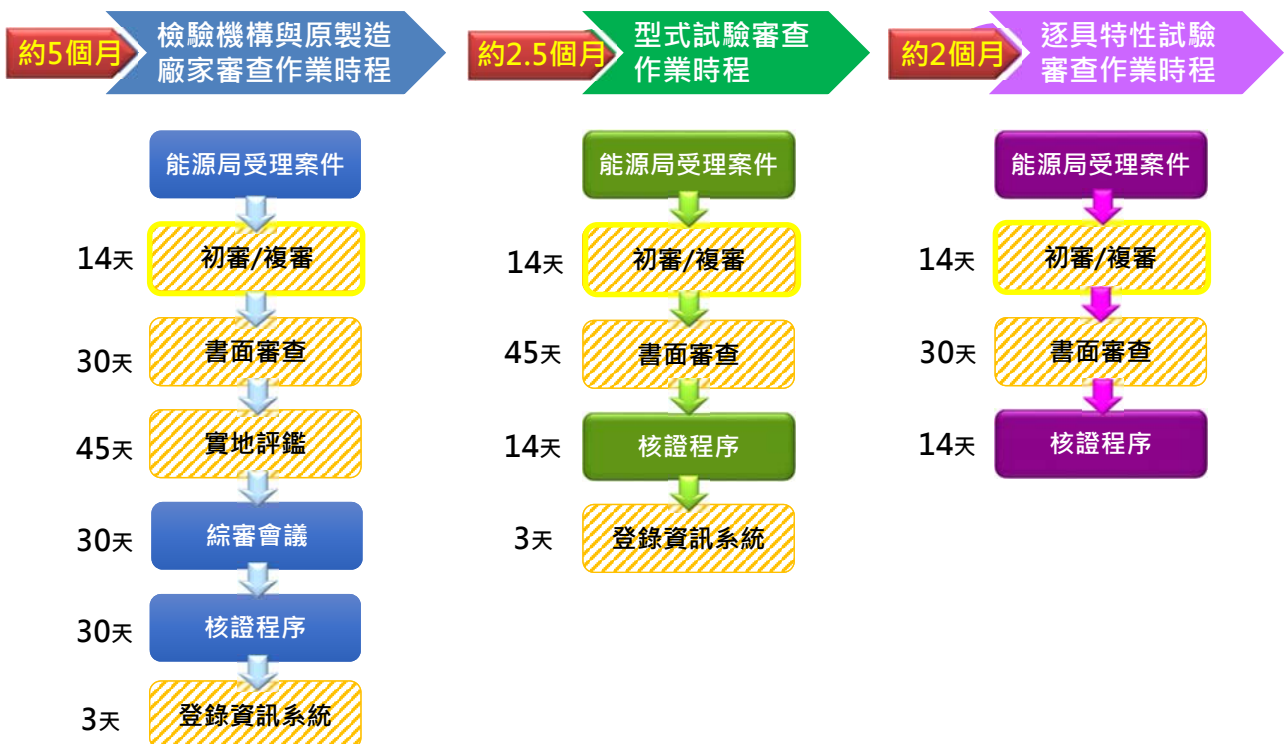 約5個月
檢驗機構與原製造
廠家審查作業時程
能源局受理案件
14天
初審/複審
30天
書面審查
45天
實地評鑑
30天
綜審會議
30天
核證程序
3天
登錄資訊系統
約2.5個月
型式試驗審查
作業時程
能源局受理案件
14天
初審/複審
45天
書面審查
14天
核證程序
3天
登錄資訊系統
約2個月
逐具特性試驗
審查作業時程
能源局受理案件
14天
初審/複審
30天
書面審查
14天
核證程序